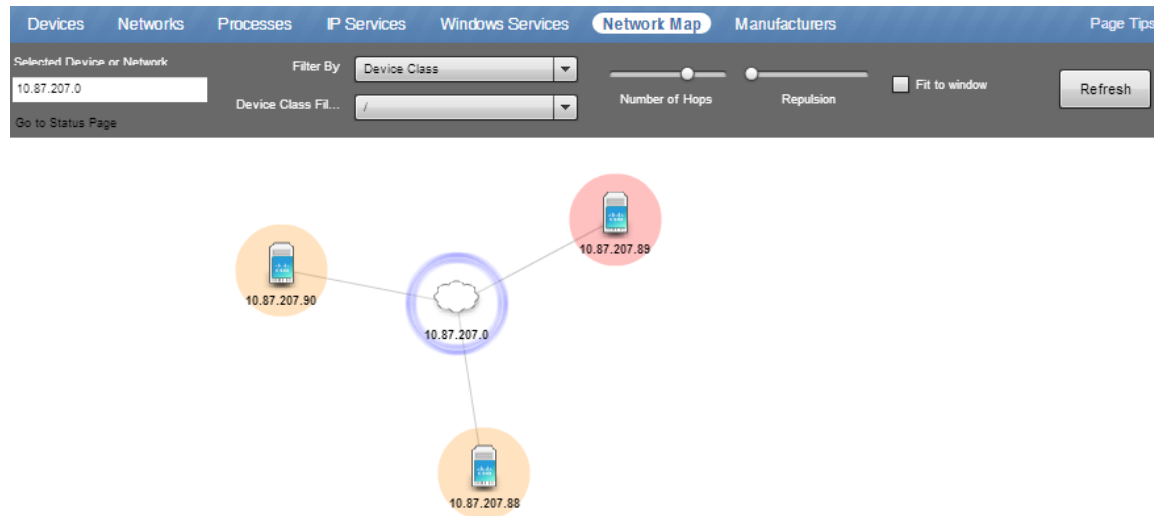 Devices Networks Processes IP Services Windows Services Network Map Manufacturers Page Tips
Selected Device or Network
10.87.207.0
Go to Status Page
Filter By Device Class
Device Class Fil... /
Number of Hops
Repulsion
Fit to window
Refresh
10.87.207.89
10.87.207.90
10.87.207.0
10.87.207.88